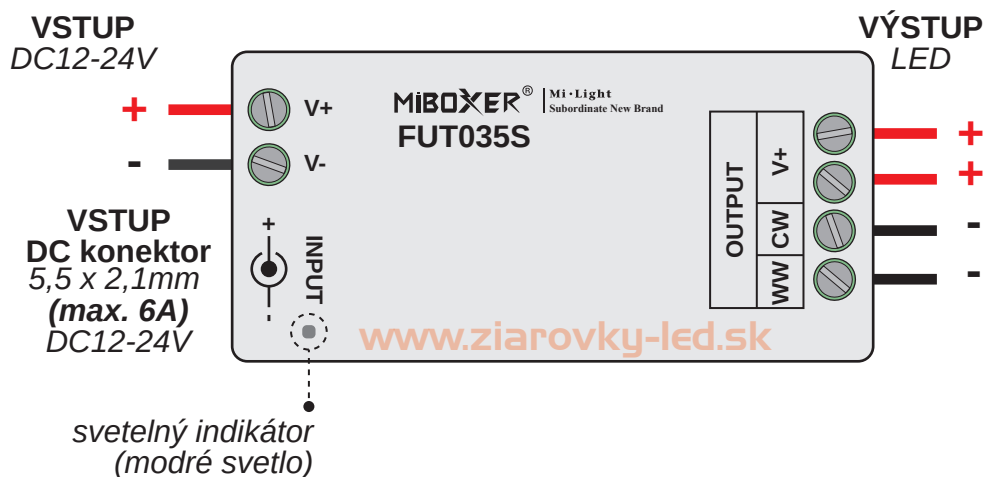 VSTUP
DC12-24V
+
-
V+
V-
VSTUP
DC konektor
5,5 x 2,1mm
(max. 6A)
DC12-24V
+
-
INPUT
svetelný indikátor
(modré svetlo)
MiBOXER® Mi·Light
Subordinate New Brand
FUT035S
www.ziarovky-led.sk
OUTPUT
V+
CW
WW
VÝSTUP
LED
+
+
-
-